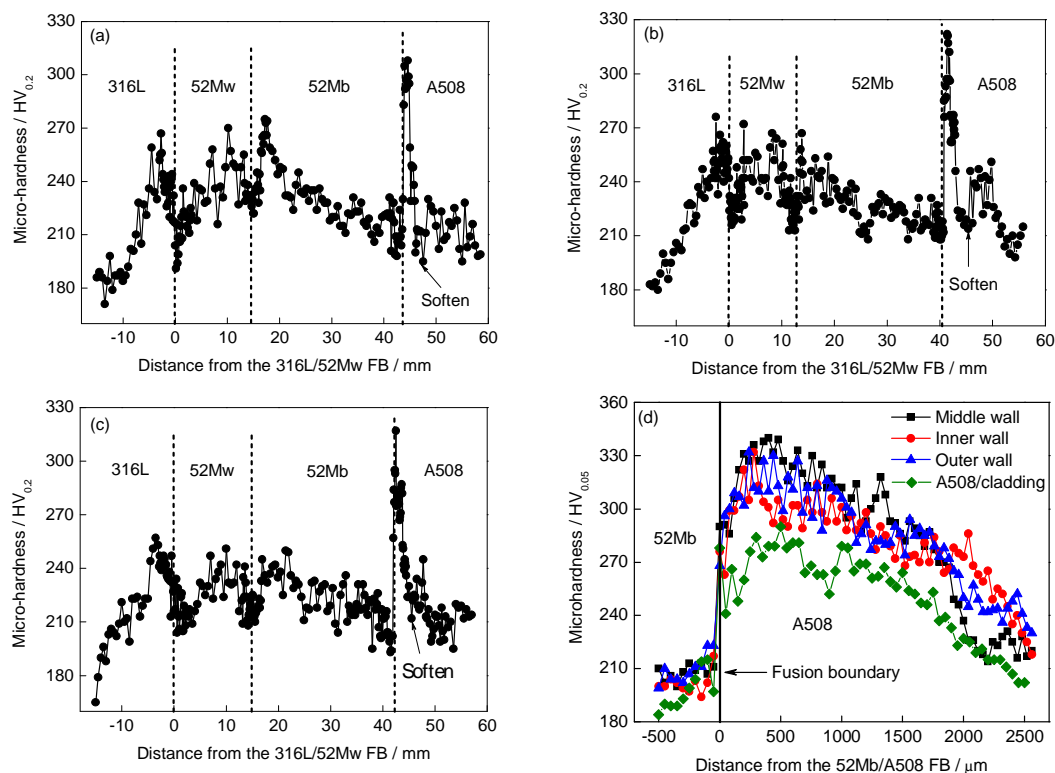 (a)
316L 52Mw 52Mb A508
Soften
330
300
270
240
210
180
Micro-hardness / HV0.2
-10 0 10 20 30 40 50 60
Distance from the 316L/52Mw FB / mm
(b)
316L 52Mw 52Mb A508
Soften
330
300
270
240
210
180
Micro-hardness / HV0.2
-10 0 10 20 30 40 50 60
Distance from the 316L/52Mw FB / mm
(c)
316L 52Mw 52Mb A508
Soften
330
300
270
240
210
180
Micro-hardness / HV0.2
-10 0 10 20 30 40 50 60
Distance from the 316L/52Mw FB / mm
(d)
Middle wall
Inner wall
Outer wall
A508/cladding
52Mb
A508
Fusion boundary
360
330
300
270
240
210
180
Microhardness / HV0.05
-500 0 500 1000 1500 2000 2500
Distance from the 52Mb/A508 FB / μm